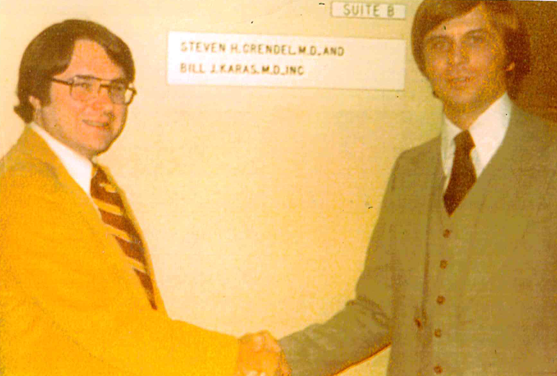 SUITE B
STEVEN H. CRENDEL, M.D., AND
BILL J. KARAS, M.D., INC